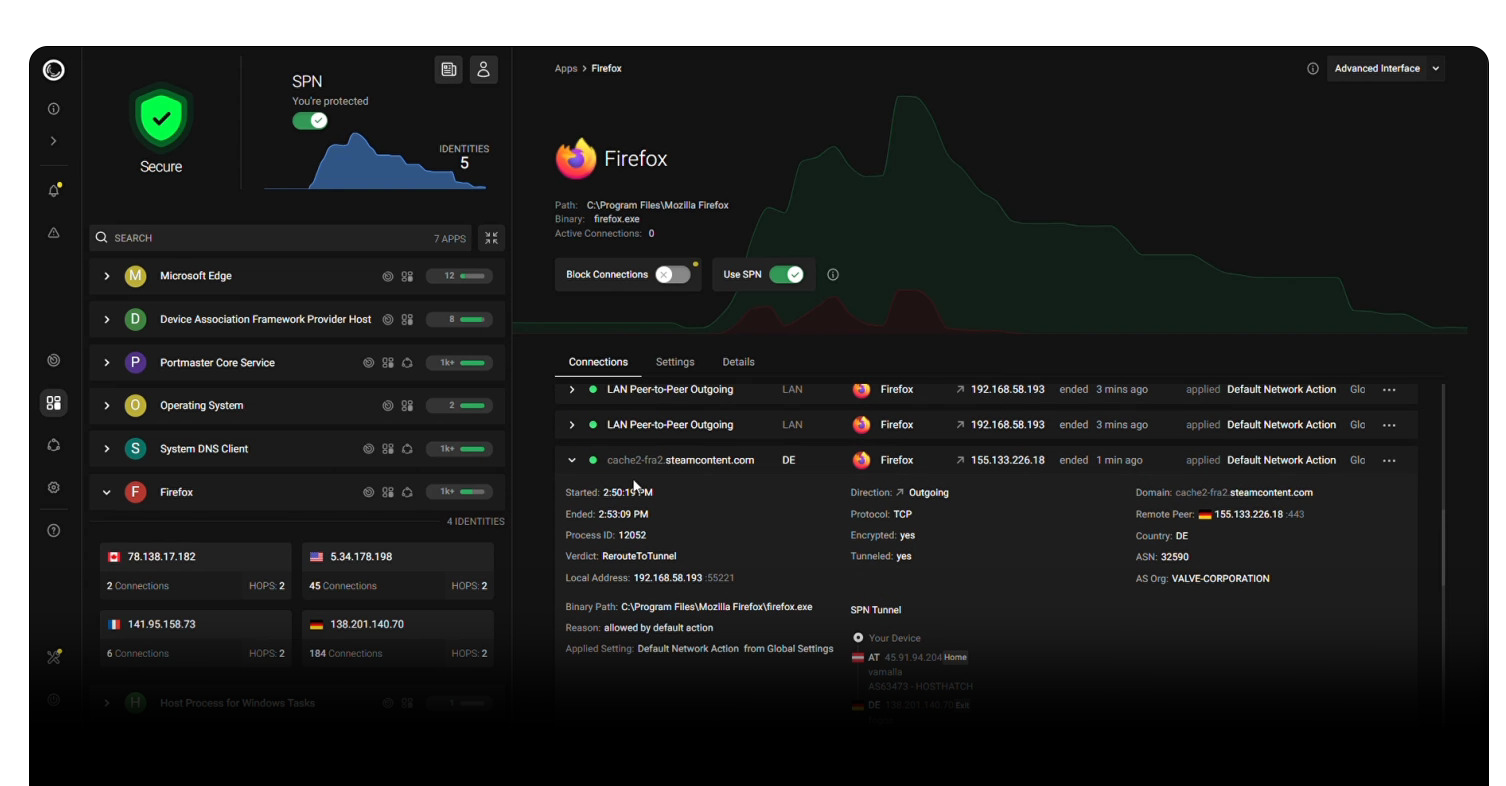 SPN
You're protected
IDENTITIES
5
Secure
SEARCH
7 APPS
M Microsoft Edge 12
D Device Association Framework Provider Host 8
P Portmaster Core Service 1k+
O Operating System 2
S System DNS Client 1k+
F Firefox 1k+
4 IDENTITIES
78.138.17.182
2 Connections HOPS: 2
5.34.178.198
45 Connections HOPS: 2
141.95.158.73
6 Connections HOPS: 2
138.201.140.70
184 Connections HOPS: 2
H Host Process for Windows Tasks 1
Apps > Firefox
Advanced Interface
Firefox
Path: C:\Program Files\Mozilla Firefox
Binary: firefox.exe
Active Connections: 0
Block Connections
Use SPN
Connections Settings Details
LAN Peer-to-Peer Outgoing LAN Firefox 192.168.58.193 ended 3 mins ago applied Default Network Action Glo
LAN Peer-to-Peer Outgoing LAN Firefox 192.168.58.193 ended 3 mins ago applied Default Network Action Glo
cache2-fra2.steamcontent.com DE Firefox 155.133.226.18 ended 1 min ago applied Default Network Action Glo
Started: 2:50:19 PM
Ended: 2:53:09 PM
Process ID: 12052
Verdict: RerouteToTunnel
Local Address: 192.168.58.193 :55221
Direction: Outgoing
Protocol: TCP
Encrypted: yes
Tunneled: yes
Domain: cache2-fra2.steamcontent.com
Remote Peer: 155.133.226.18 :443
Country: DE
ASN: 32590
AS Org: VALVE-CORPORATION
Binary Path: C:\Program Files\Mozilla Firefox\firefox.exe
Reason: allowed by default action
Applied Setting: Default Network Action from Global Settings
SPN Tunnel
Your Device
AT 45.91.94.204 Home
vamalla
AS63473 - HOSTHATCH
DE 138.201.140.70 Exit